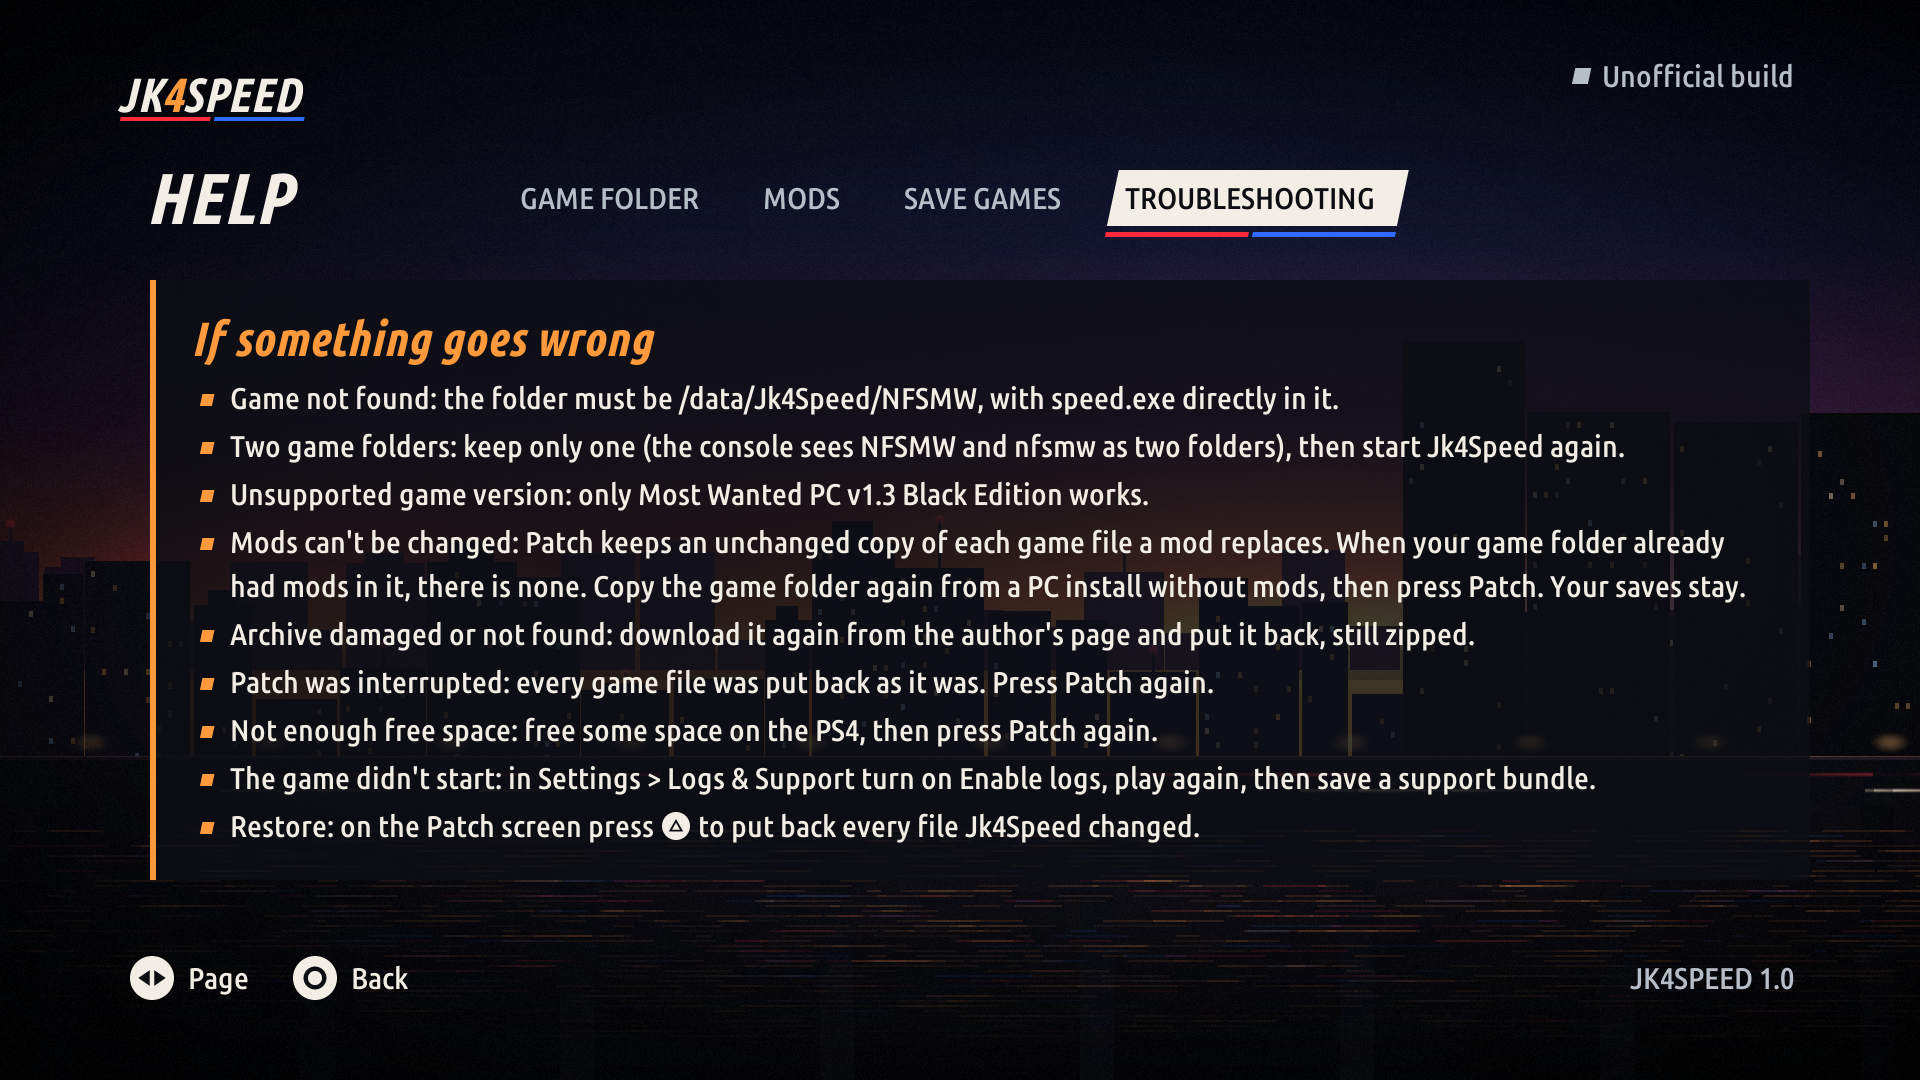 JK4SPEED
Unofficial build
HELP
GAME FOLDER
MODS
SAVE GAMES
TROUBLESHOOTING
If something goes wrong
Game not found: the folder must be /data/Jk4Speed/NFSMW, with speed.exe directly in it.
Two game folders: keep only one (the console sees NFSMW and nfsmw as two folders), then start Jk4Speed again.
Unsupported game version: only Most Wanted PC v1.3 Black Edition works.
Mods can't be changed: Patch keeps an unchanged copy of each game file a mod replaces. When your game folder already
had mods in it, there is none. Copy the game folder again from a PC install without mods, then press Patch. Your saves stay.
Archive damaged or not found: download it again from the author's page and put it back, still zipped.
Patch was interrupted: every game file was put back as it was. Press Patch again.
Not enough free space: free some space on the PS4, then press Patch again.
The game didn't start: in Settings > Logs & Support turn on Enable logs, play again, then save a support bundle.
Restore: on the Patch screen press to put back every file Jk4Speed changed.
Page
Back
JK4SPEED 1.0